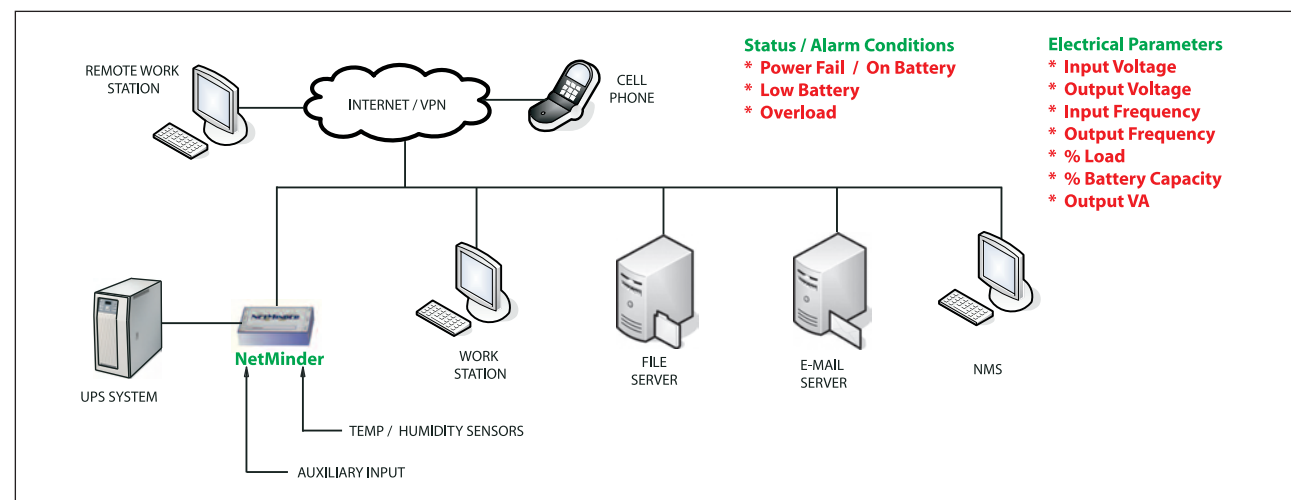 REMOTE WORK
STATION
INTERNET / VPN
CELL
PHONE
Status / Alarm Conditions
* Power Fail / On Battery
* Low Battery
* Overload
Electrical Parameters
* Input Voltage
* Output Voltage
* Input Frequency
* Output Frequency
* % Load
* % Battery Capacity
* Output VA
UPS SYSTEM
NETMINDER
NetMinder
WORK
STATION
FILE
SERVER
E-MAIL
SERVER
NMS
TEMP / HUMIDITY SENSORS
AUXILIARY INPUT